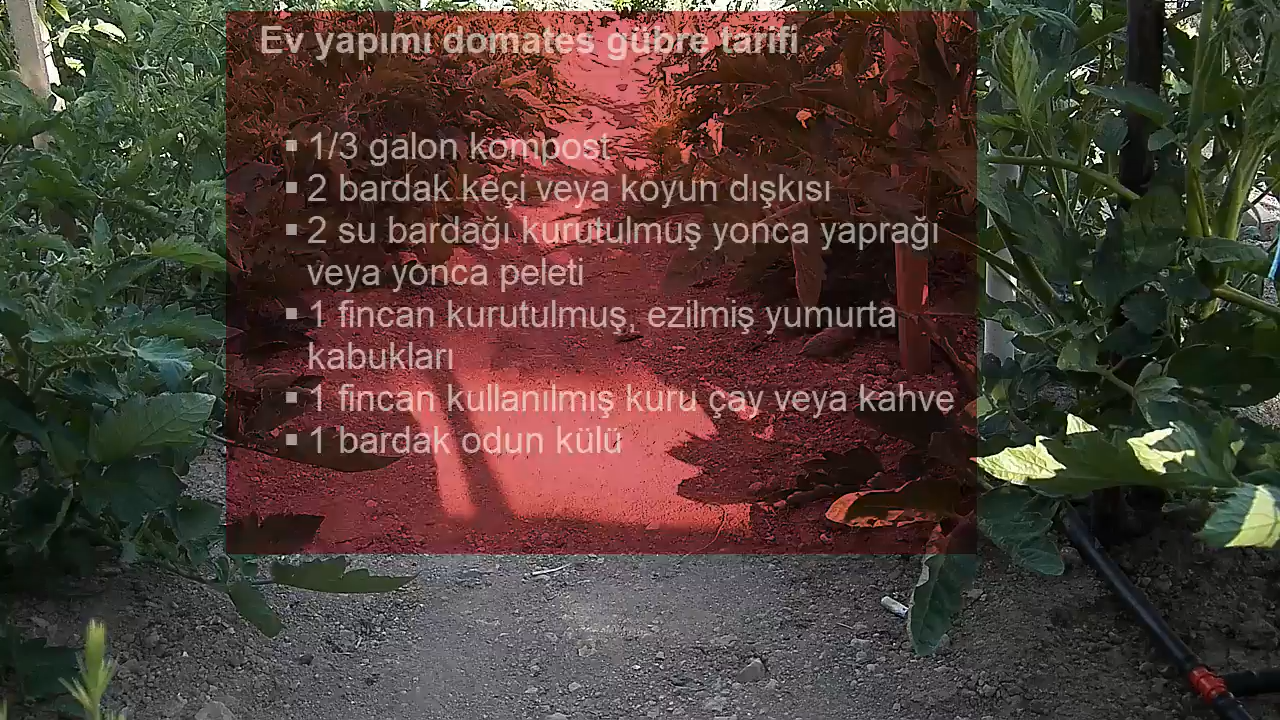 Ev yapımı domates gübre tarifi
▪ 1/3 galon kompost
▪ 2 bardak keçi veya koyun dışkısı
▪ 2 su bardağı kurutulmuş yonca yaprağı
veya yonca peleti
▪ 1 fincan kurutulmuş, ezilmiş yumurta
kabukları
▪ 1 fincan kullanılmış kuru çay veya kahve
▪ 1 bardak odun külü